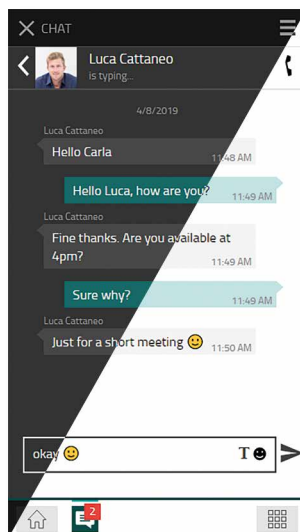 CHAT
Luca Cattaneo
is typing...
4/8/2019
Luca Cattaneo
Hello Carla
11:48 AM
Hello Luca, how are you?
11:49 AM
Luca Cattaneo
Fine thanks. Are you available at
4pm?
11:49 AM
Sure why?
11:49 AM
Luca Cattaneo
Just for a short meeting 🙂
11:50 AM
okay 🙂
T
2